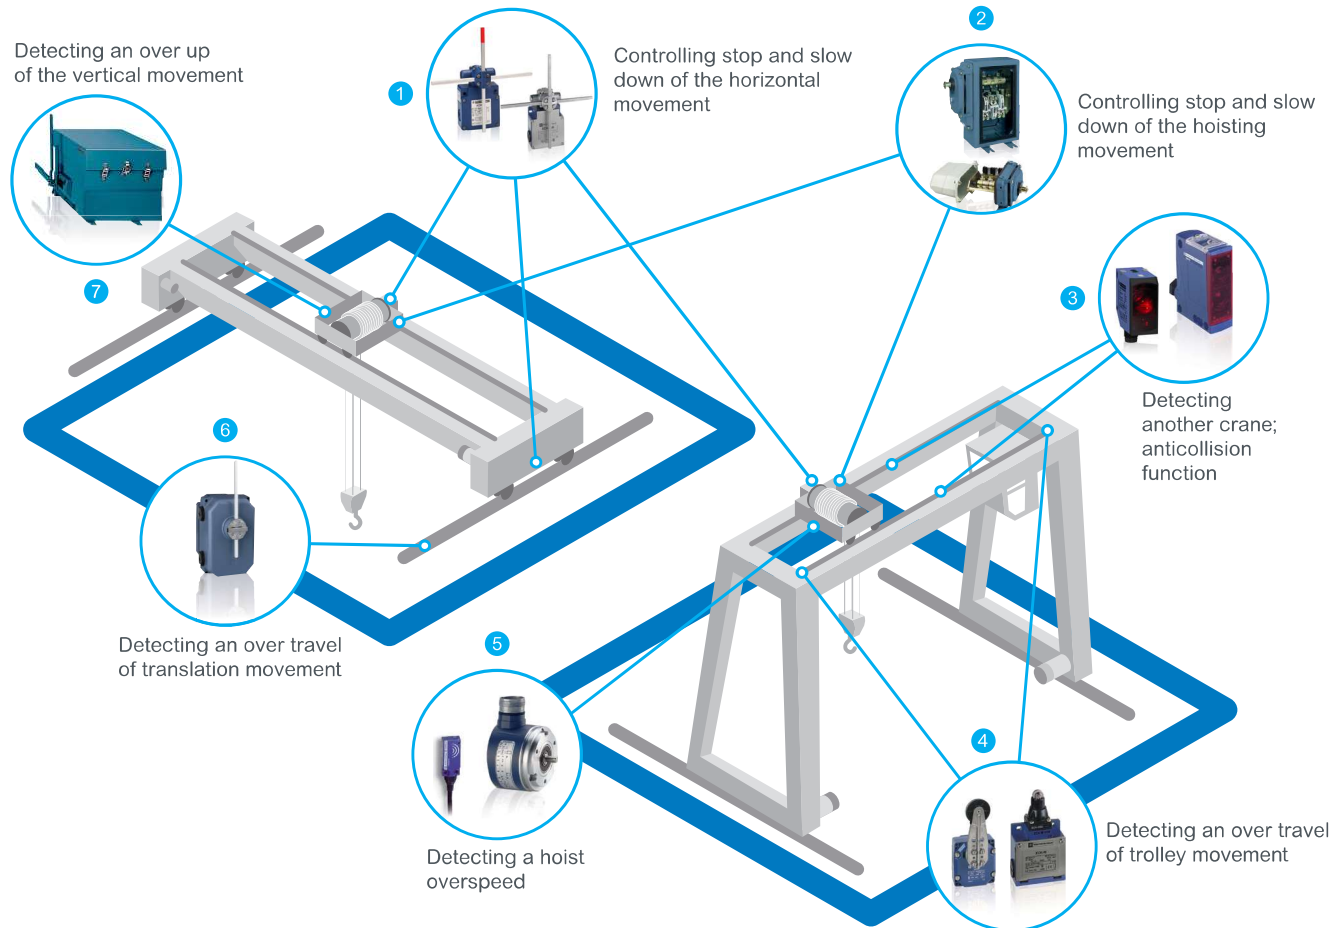 Detecting an over up
of the vertical movement
7
1
Controlling stop and slow
down of the horizontal
movement
2
Controlling stop and slow
down of the hoisting
movement
3
Detecting
another crane;
anticollision
function
6
Detecting an over travel
of translation movement
5
Detecting a hoist
overspeed
4
Detecting an over travel
of trolley movement